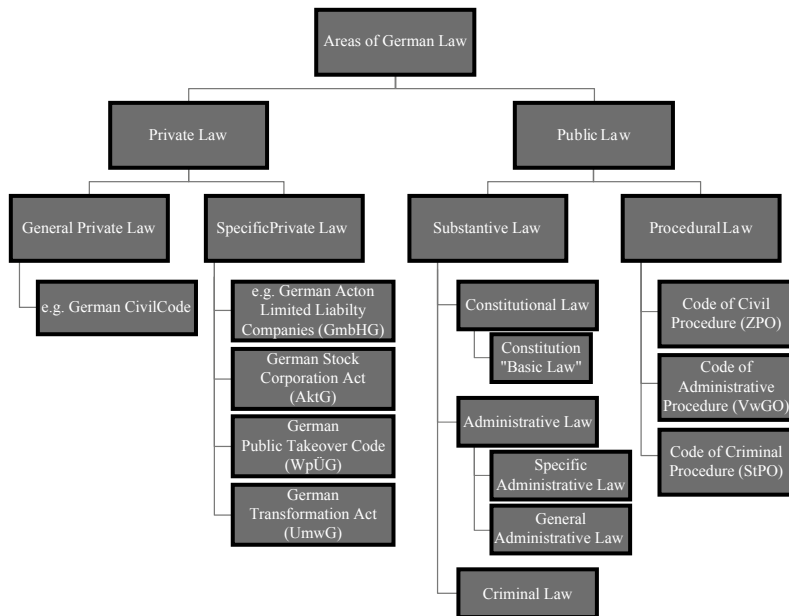 Areas of German Law
Private Law
Public Law
General Private Law
SpecificPrivate Law
Substantive Law
ProceduralLaw
e.g. German CivilCode
e.g. German Acton
Limited Liabilty
Companies (GmbHG)
German Stock
Corporation Act
(AktG)
German
Public Takeover Code
(WpÜG)
German
Transformation Act
(UmwG)
Constitutional Law
Constitution
"Basic Law"
Administrative Law
Specific
Administrative Law
General
Administrative Law
Criminal Law
Code of Civil
Procedure (ZPO)
Code of
Administrative
Procedure (VwGO)
Code of Criminal
Procedure (StPO)